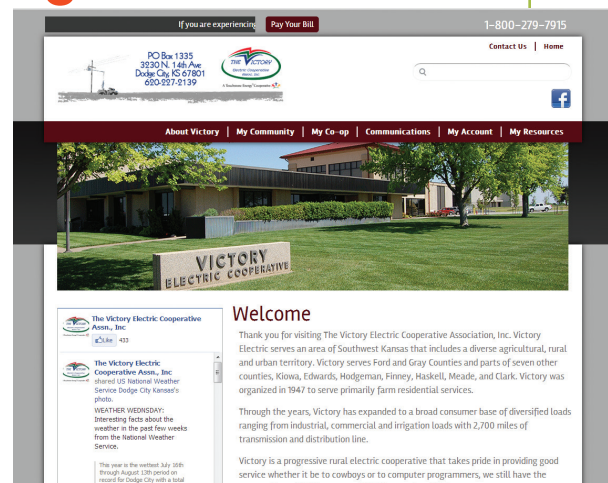 If you are experiencing
Pay Your Bill
1-800-279-7915
PO Box 1335
3230 N. 14th Ave
Dodge City, KS 67801
620-227-2139
THE VICTORY
Electric Cooperative
Assn., Inc.
Contact Us | Home
About Victory | My Community | My Co-op | Communications | My Account | My Resources
VICTORY
ELECTRIC COOPERATIVE
The Victory Electric Cooperative
Assn., Inc
Like 433
The Victory Electric
Cooperative Assn., Inc
shared US National Weather
Service Dodge City Kansas's
photo.
WEATHER WEDNSDAY:
Interesting facts about the
weather in the past few weeks
from the National Weather
Service.
This year is the wettest July 16th
through August 13th period on
record for Dodge City with a total
Welcome
Thank you for visiting The Victory Electric Cooperative Association, Inc. Victory
Electric serves an area of Southwest Kansas that includes a diverse agricultural, rural
and urban territory. Victory serves Ford and Gray Counties and parts of seven other
counties, Kiowa, Edwards, Hodgeman, Finney, Haskell, Meade, and Clark. Victory was
organized in 1947 to serve primarily farm residential services.
Through the years, Victory has expanded to a broad consumer base of diversified loads
ranging from industrial, commercial and irrigation loads with 2,700 miles of
transmission and distribution line.
Victory is a progressive rural electric cooperative that takes pride in providing good
service whether it be to cowboys or to computer programmers, we still have the